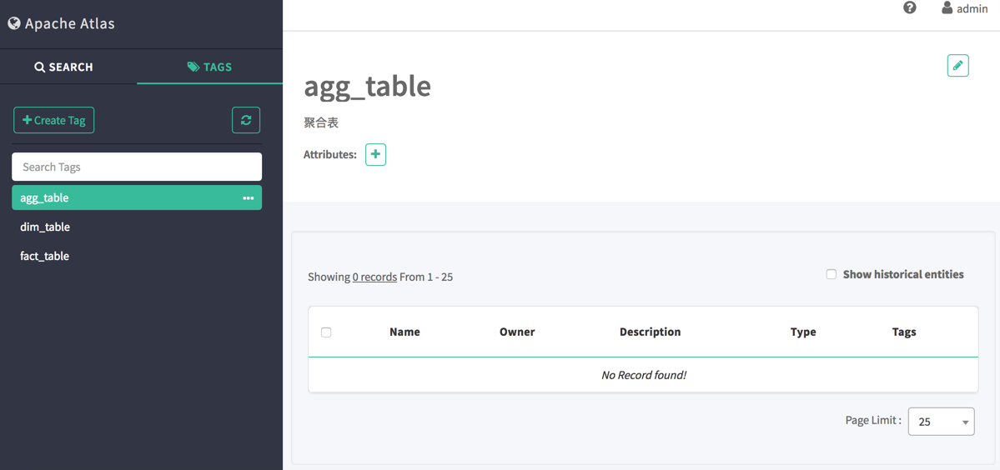 Apache Atlas
admin
SEARCH
TAGS
Create Tag
Search Tags
agg_table
dim_table
fact_table
agg_table
聚合表
Attributes:
Showing 0 records From 1 - 25
Show historical entities
Name Owner Description Type Tags
No Record found!
Page Limit : 25